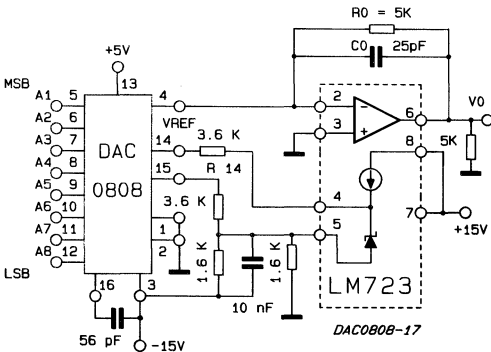 R0 = 5K
C0 25pF
+5V
13
MSB
A1 5
A2 6
A3 7
A4 8
A5 9
A6 10
A7 11
A8 12
LSB
DAC
0808
4
VREF
14
3.6 K
R 14
15
3.6 K
1
2
16
3
56 pF
-15V
1.6 K
10 nF
1.6 K
2
3
4
5
6
8
7
V0
5K
+15V
LM723
DAC0808-17